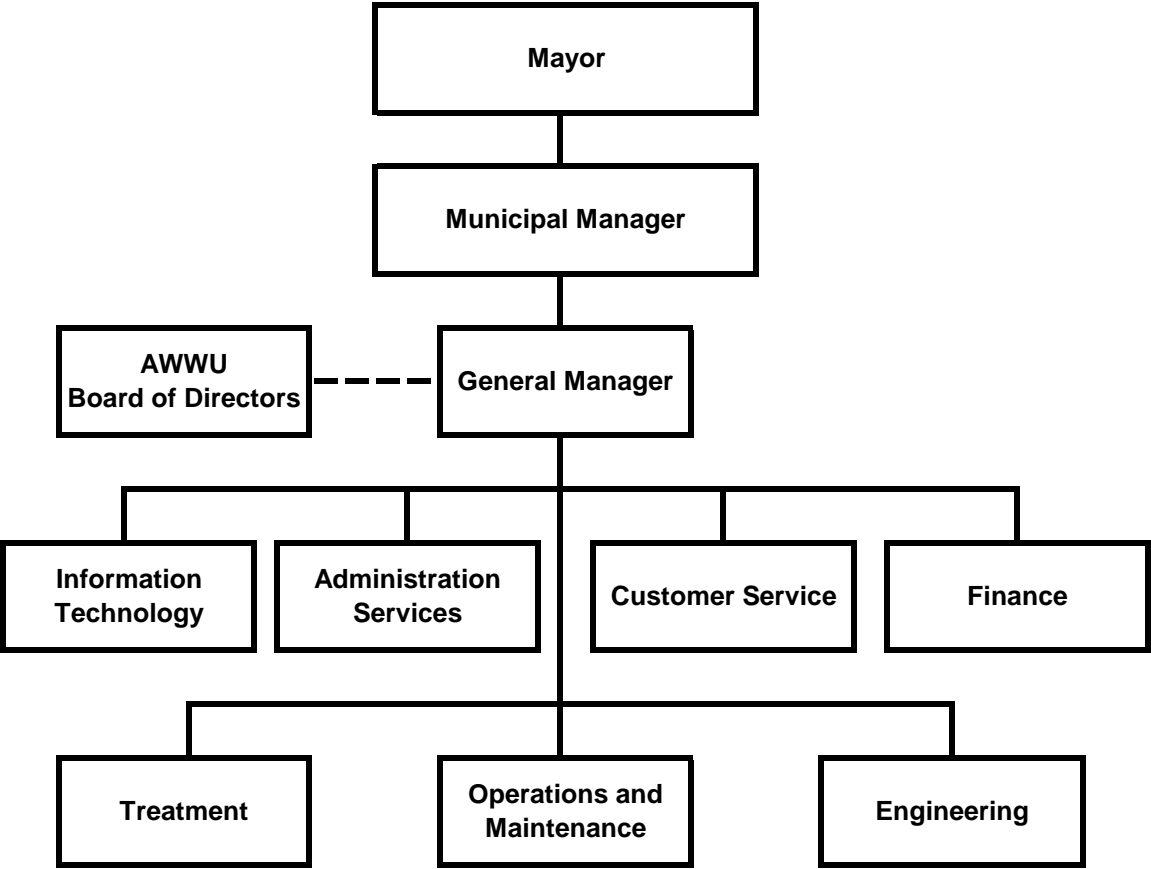 Mayor
Municipal Manager
AWWU
Board of Directors
General Manager
Information
Technology
Administration
Services
Customer Service
Finance
Treatment
Operations and
Maintenance
Engineering